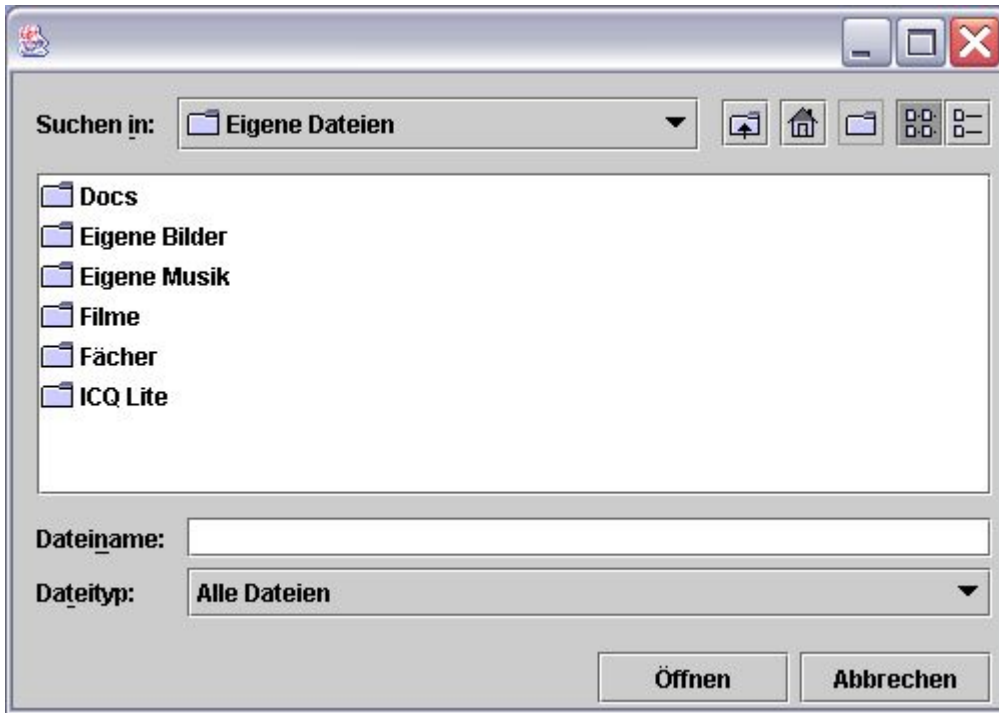 Suchen in: Eigene Dateien
Docs
Eigene Bilder
Eigene Musik
Filme
Fächer
ICQ Lite
Dateiname:
Dateityp: Alle Dateien
Öffnen Abbrechen